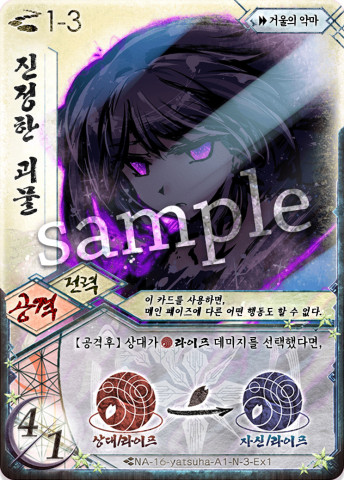 1-3
거울의 악마
진정한 괴물
sample
전력
공격
이 카드를 사용하면,
메인 페이즈에 다른 어떤 행동도 할 수 없다.
【공격후】 상대가 라이프 데미지를 선택했다면,
4/1
상대/라이프
자신/라이프
NA-16-yatsuha-A1-N-3-Ex1